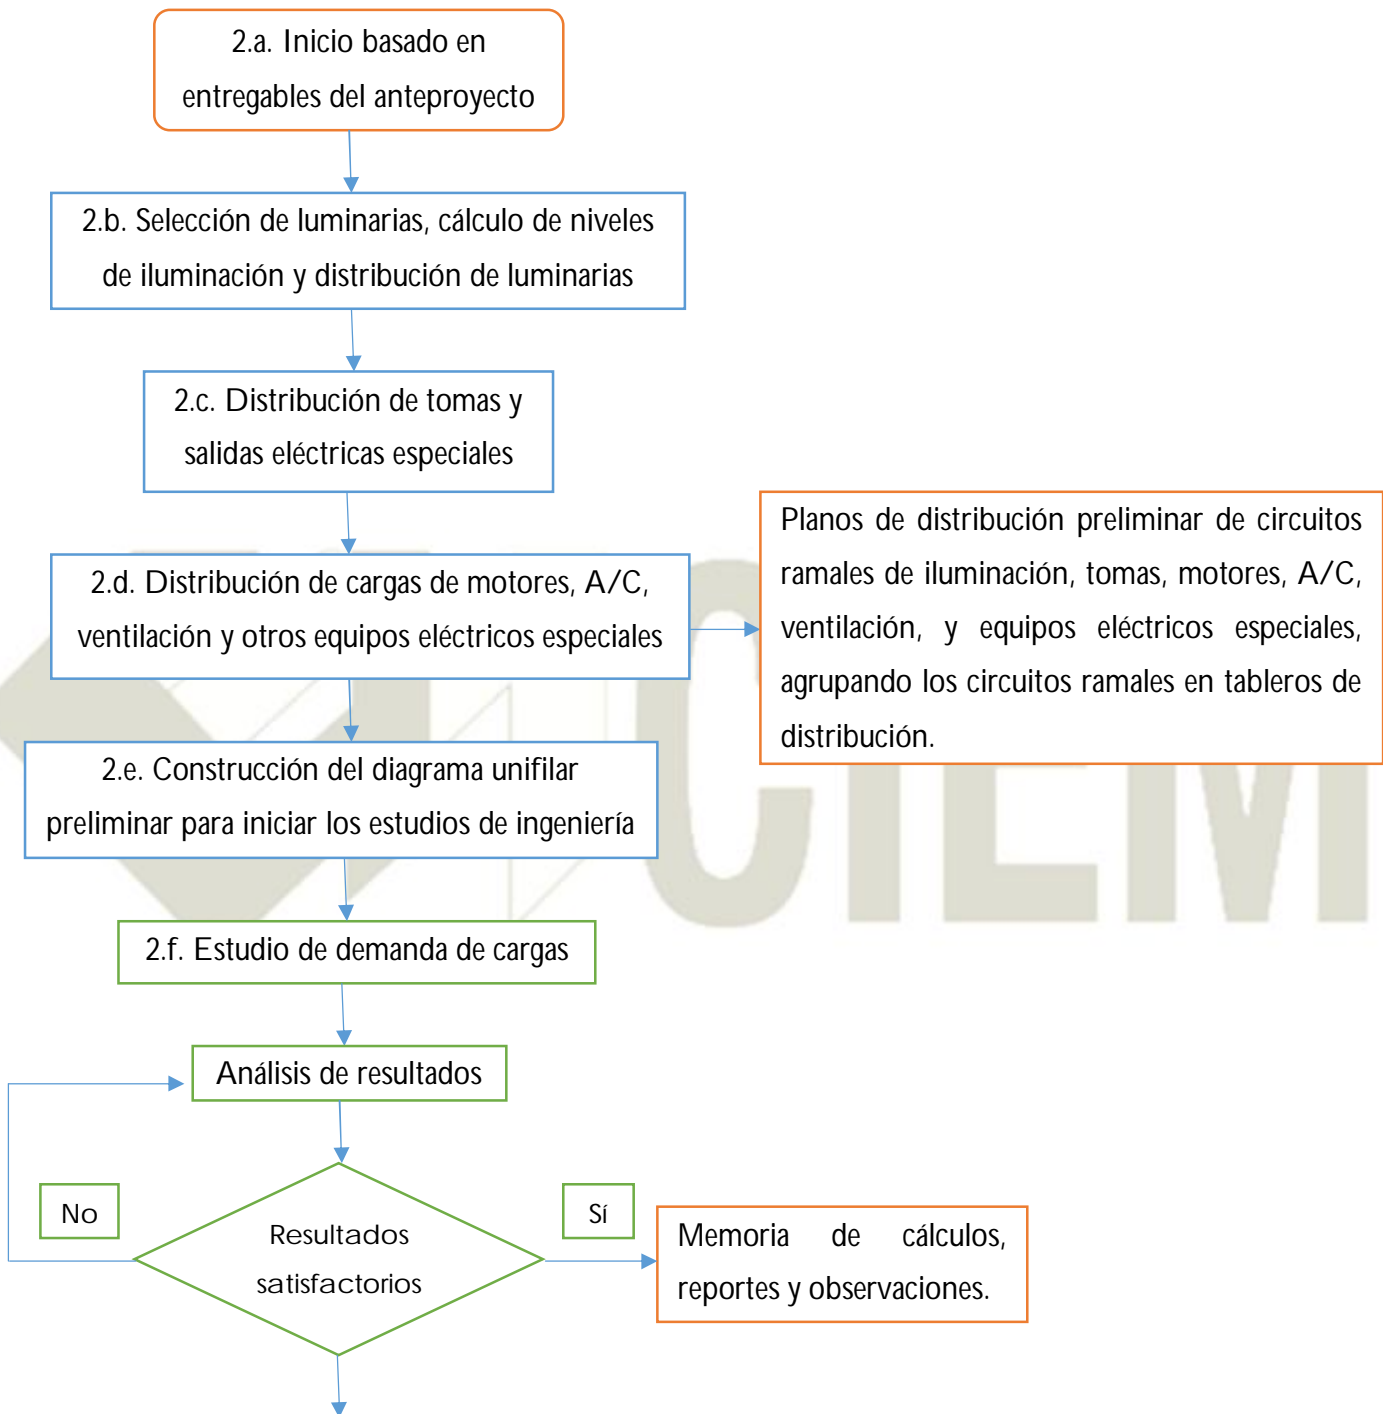 2.a. Inicio basado en
entregables del anteproyecto
2.b. Selección de luminarias, cálculo de niveles
de iluminación y distribución de luminarias
2.c. Distribución de tomas y
salidas eléctricas especiales
2.d. Distribución de cargas de motores, A/C,
ventilación y otros equipos eléctricos especiales
Planos de distribución preliminar de circuitos
ramales de iluminación, tomas, motores, A/C,
ventilación, y equipos eléctricos especiales,
agrupando los circuitos ramales en tableros de
distribución.
2.e. Construcción del diagrama unifilar
preliminar para iniciar los estudios de ingeniería
CIEM
2.f. Estudio de demanda de cargas
Análisis de resultados
No
Resultados
satisfactorios
Sí
Memoria de cálculos,
reportes y observaciones.